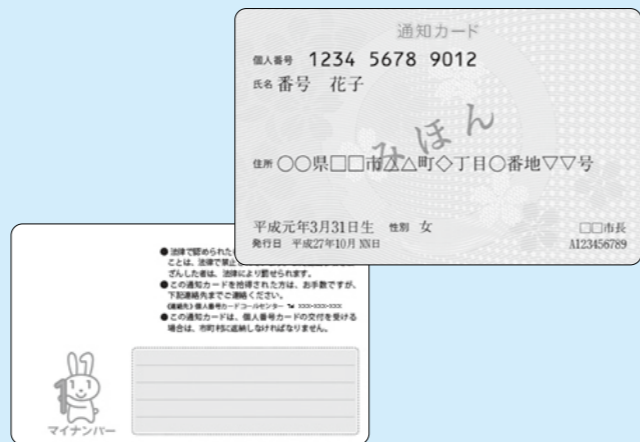 通知カード
個人番号 1234 5678 9012
氏名 番号 花子
みほん
住所 ○○県□□市△△町◇丁目○番地▽▽号
平成元年3月31日生 性別 女
□□市長
発行日 平成27年10月XX日
A123456789
●法律で認められた
ことは、法律で禁止
ざんした者は、法律により罰せられます。
●この通知カードを拾得された方は、お手数ですが、
下記連絡先までご連絡ください。
《連絡先》個人番号カードコールセンター ℡ XXX-XXX-XXX
●この通知カードは、個人番号カードの交付を受ける
場合は、市町村に返納しなければなりません。
マイナンバー